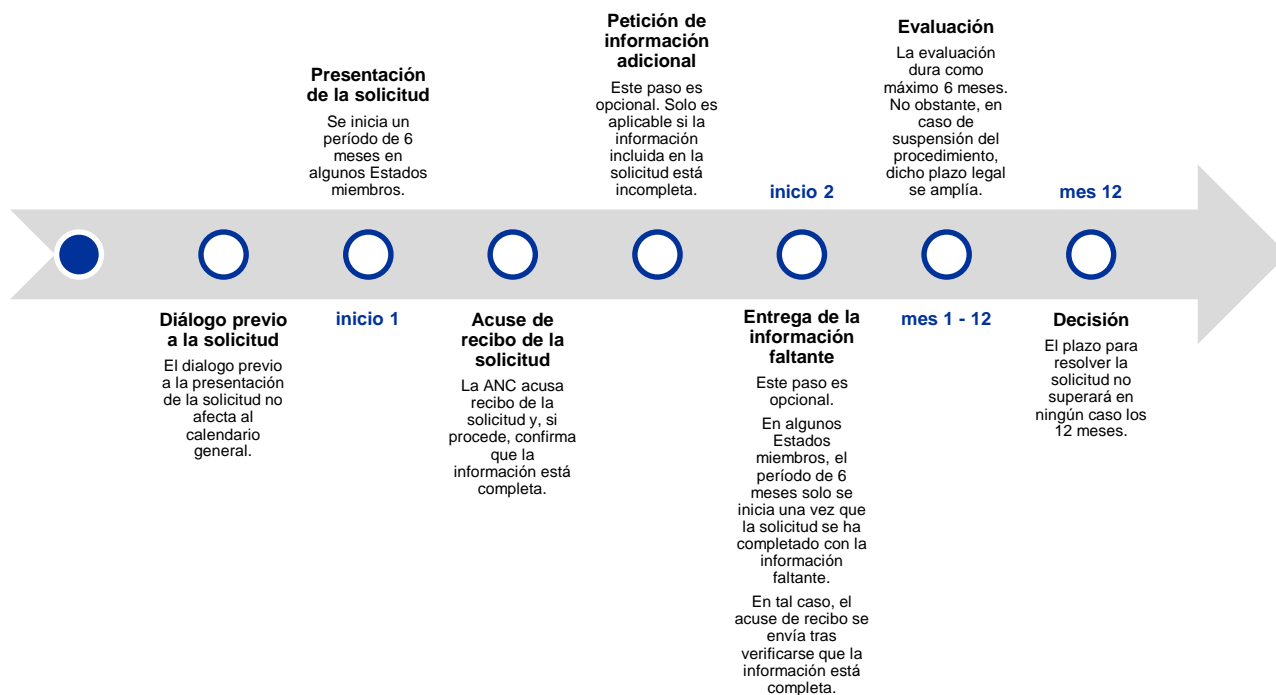 Diálogo previo
a la solicitud
El dialogo previo
a la presentación
de la solicitud no
afecta al
calendario
general.
Presentación
de la solicitud
Se inicia un
período de 6
meses en
algunos Estados
miembros.
inicio 1
Acuse de
recibo de la
solicitud
La ANC acusa
recibo de la
solicitud y, si
procede, confirma
que la
información está
completa.
Petición de
información
adicional
Este paso es
opcional. Solo es
aplicable si la
información
incluida en la
solicitud está
incompleta.
inicio 2
Entrega de la
información
faltante
Este paso es
opcional.
En algunos
Estados
miembros, el
período de 6
meses solo se
inicia una vez que
la solicitud se ha
completado con la
información
faltante.
En tal caso, el
acuse de recibo se
envía tras
verificarse que la
información está
completa.
Evaluación
La evaluación
dura como
máximo 6 meses.
No obstante, en
caso de
suspensión del
procedimiento,
dicho plazo legal
se amplía.
mes 1 - 12
mes 12
Decisión
El plazo para
resolver la
solicitud no
superará en
ningún caso los
12 meses.